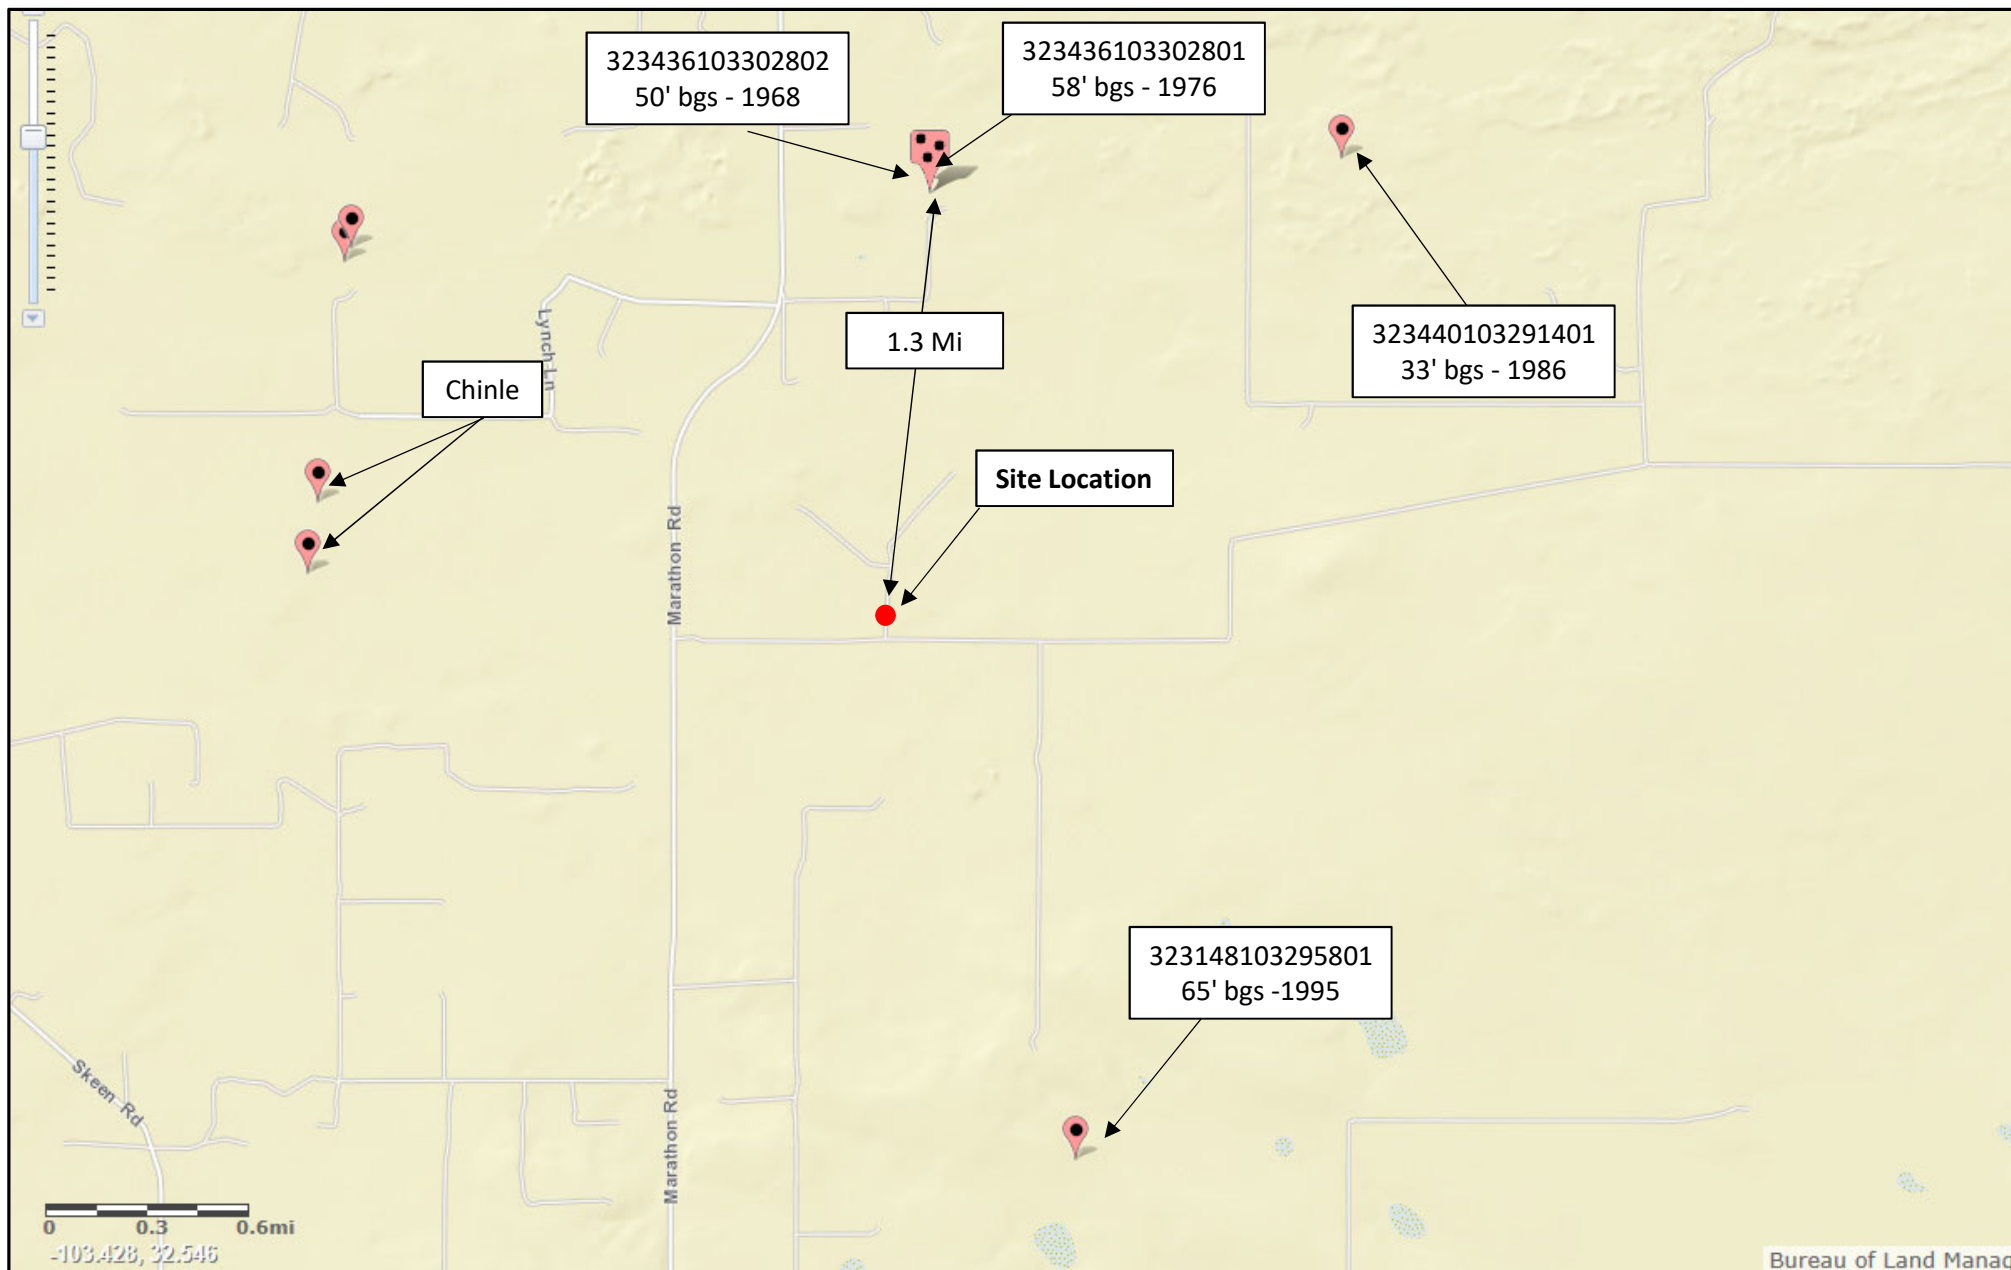 323436103302802
50' bgs - 1968
323436103302801
58' bgs - 1976
323440103291401
33' bgs - 1986
1.3 Mi
Lynch Ln
Chinle
Site Location
Marathon Rd
323148103295801
65' bgs -1995
Skeen Rd
Marathon Rd
0 0.3 0.6mi
-103.428, 32.546
Bureau of Land Manag